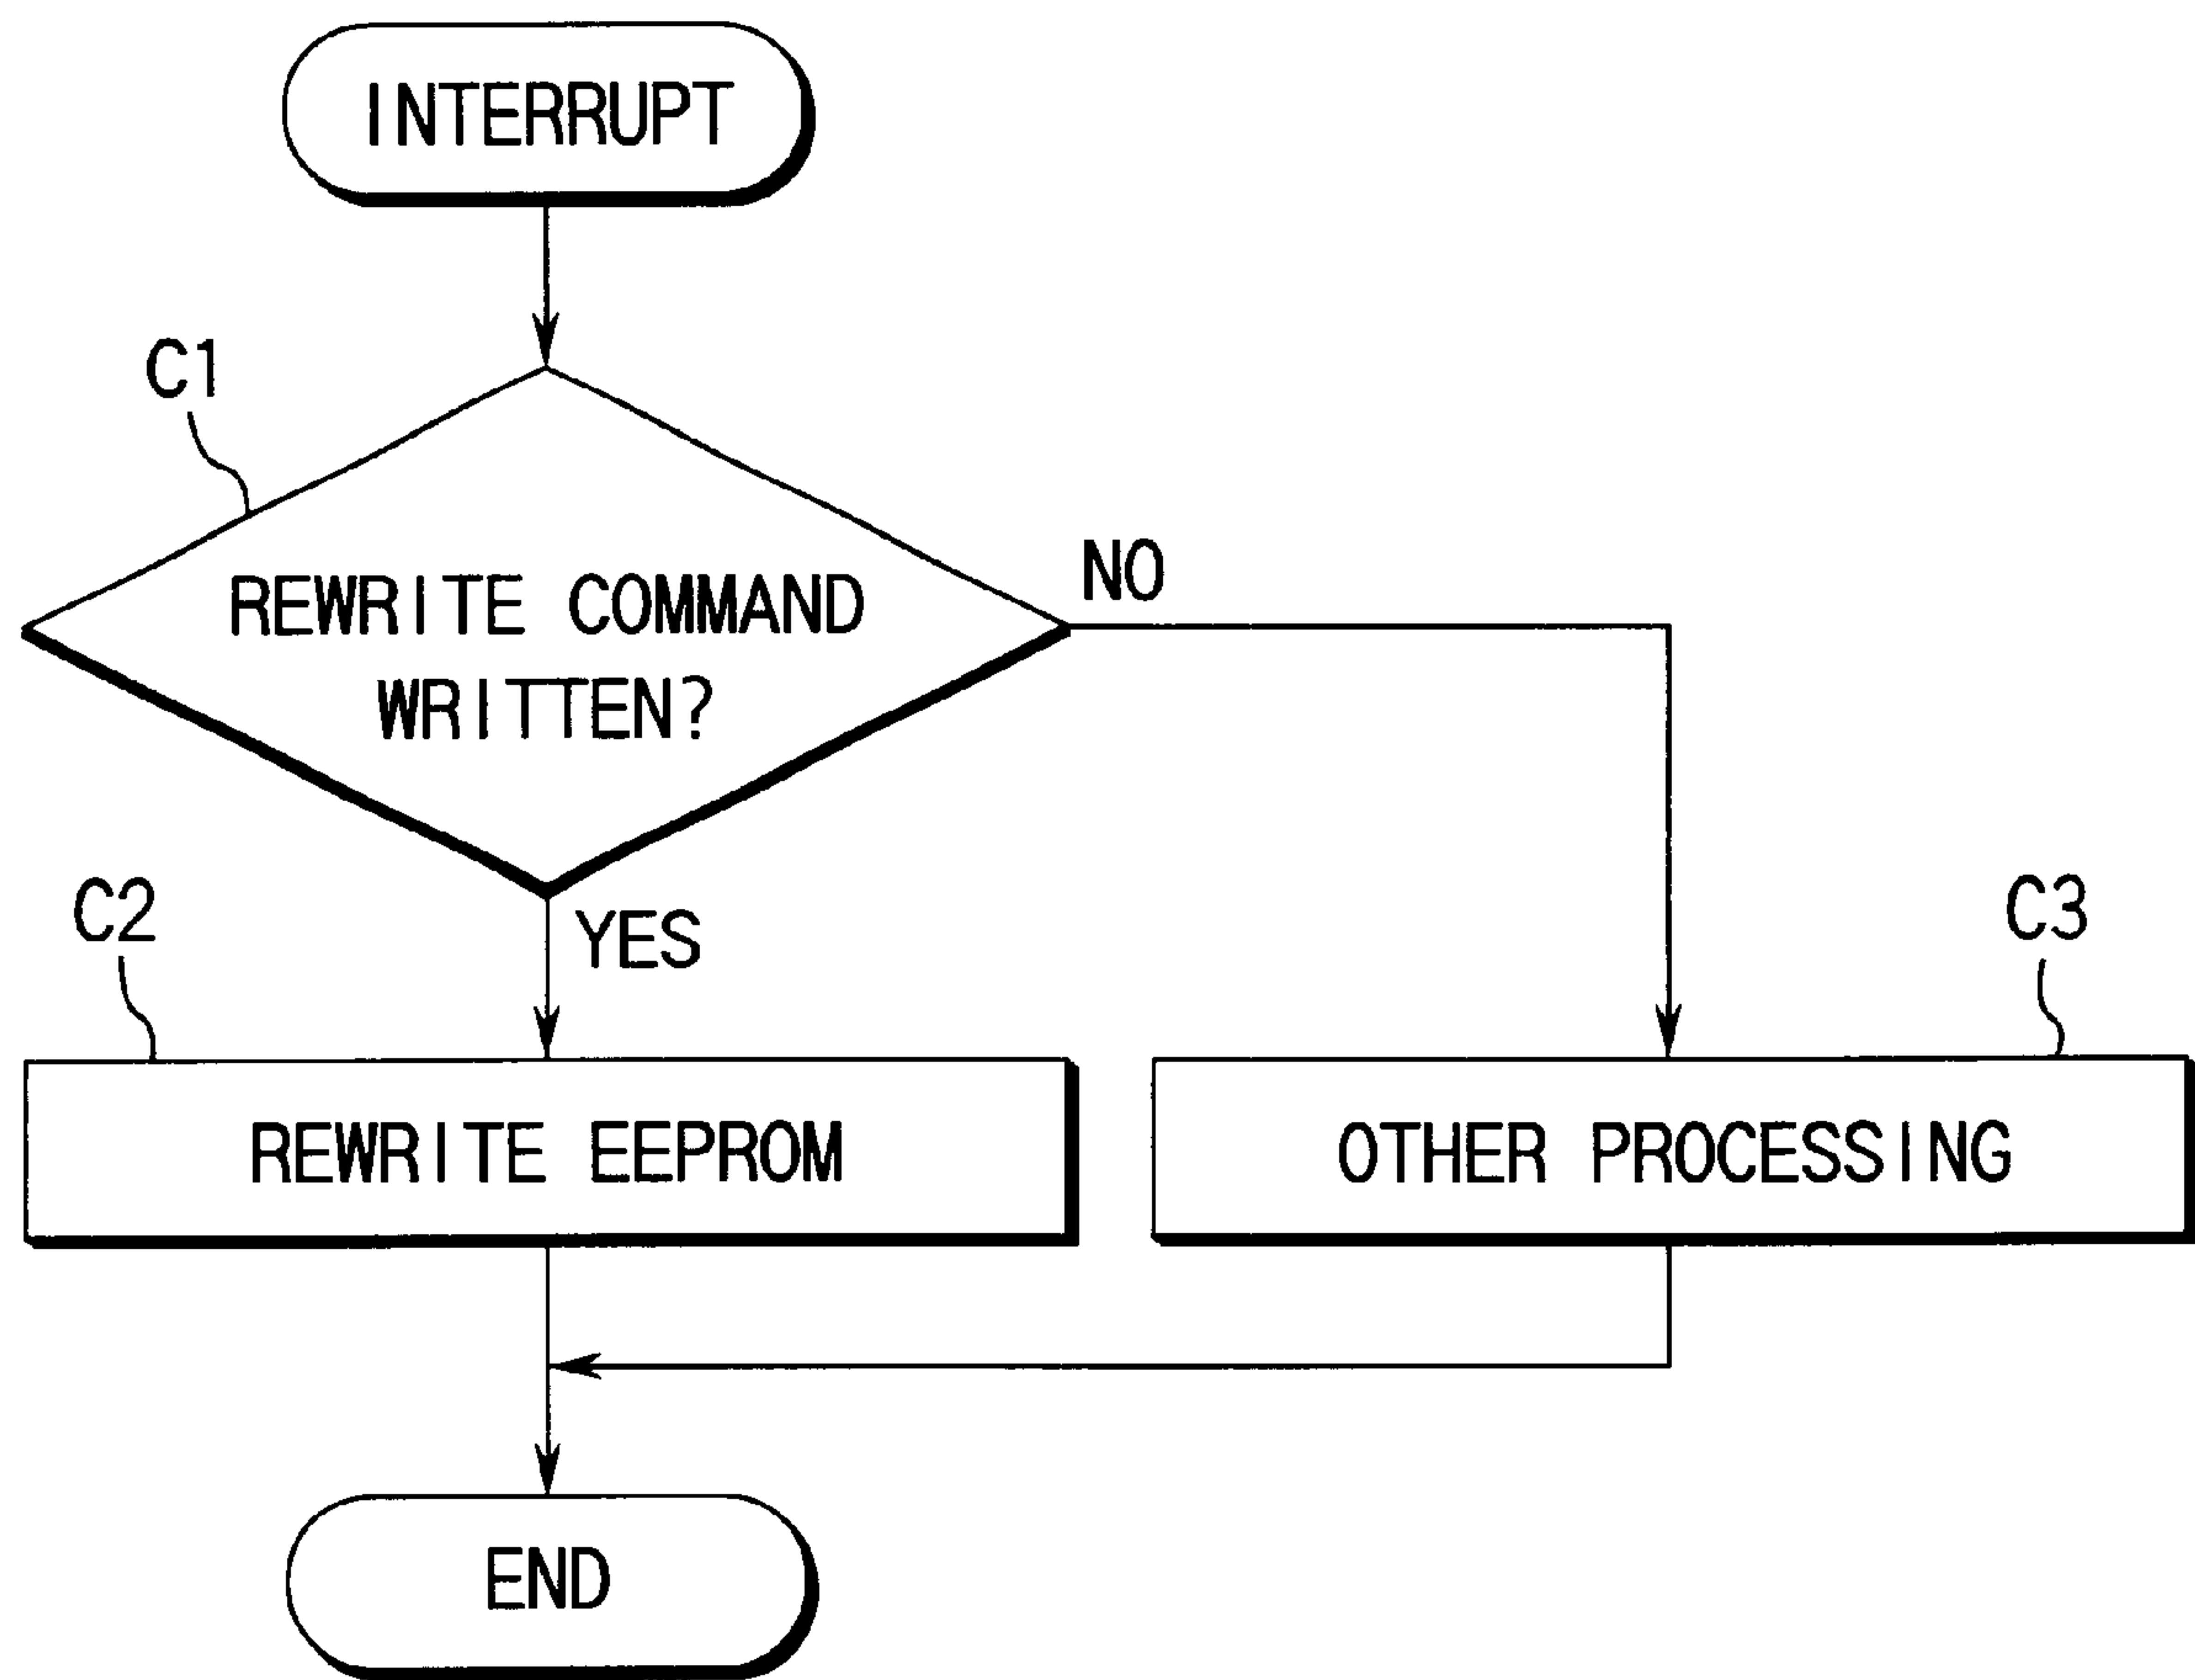 INTERRUPT
C1
REWRITE COMMAND
WRITTEN?
NO
YES
C2
C3
REWRITE EEPROM
OTHER PROCESSING
END